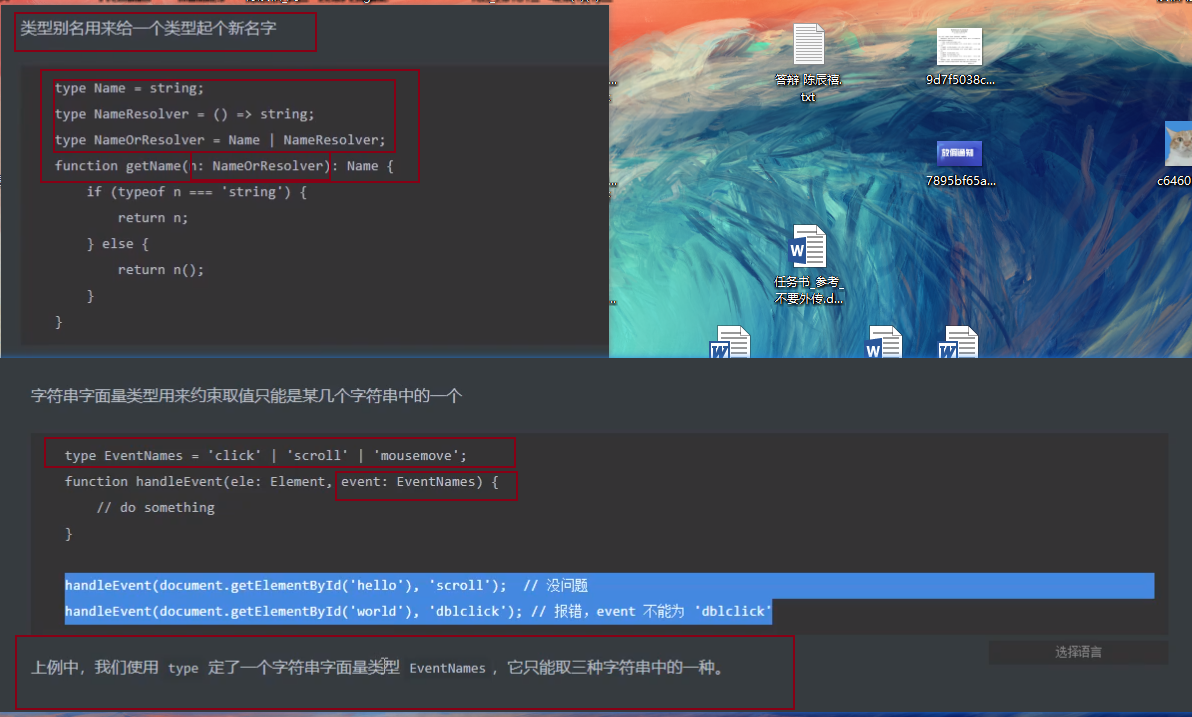 类型别名用来给一个类型起个新名字
type Name = string;
type NameResolver = () => string;
type NameOrResolver = Name | NameResolver;
function getName(n: NameOrResolver): Name {
if (typeof n === 'string') {
return n;
} else {
return n();
}
}
答辩 陈辰禧.
txt
9d7f5038c...
放假通知
7895bf65a...
c6460
任务书_参考_
不要外传.d...
字符串字面量类型用来约束取值只能是某几个字符串中的一个
type EventNames = 'click' | 'scroll' | 'mousemove';
function handleEvent(ele: Element, event: EventNames) {
// do something
}
handleEvent(document.getElementById('hello'), 'scroll'); // 没问题
handleEvent(document.getElementById('world'), 'dblclick'); // 报错，event 不能为 'dblclick'
上例中，我们使用 type 定了一个字符串字面量类型 EventNames ，它只能取三种字符串中的一种。
选择语言